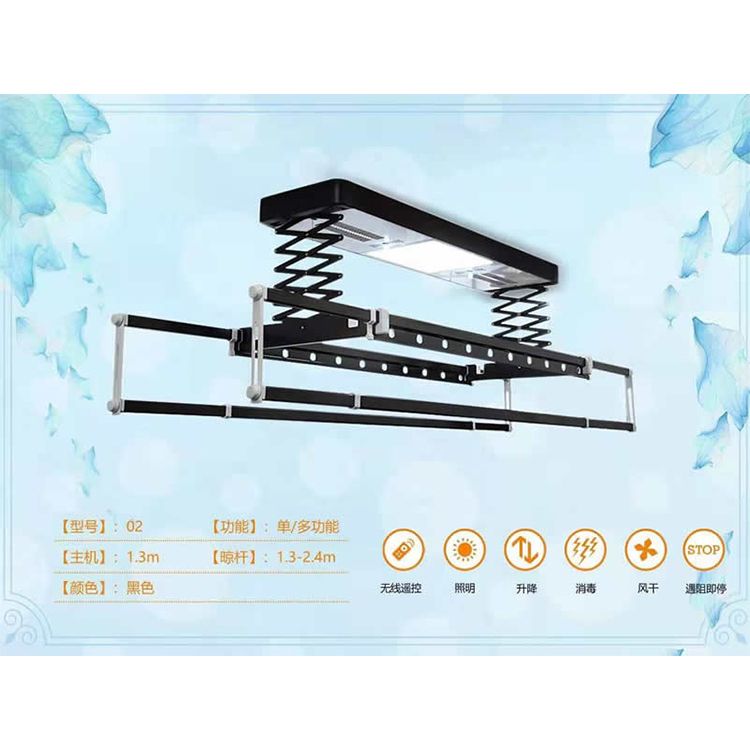 【型号】: 02 【功能】: 单/多功能
【主机】: 1.3m 【晾杆】: 1.3-2.4m
【颜色】: 黑色
STOP
无线遥控 照明 升降 消毒 风干 遇阻即停